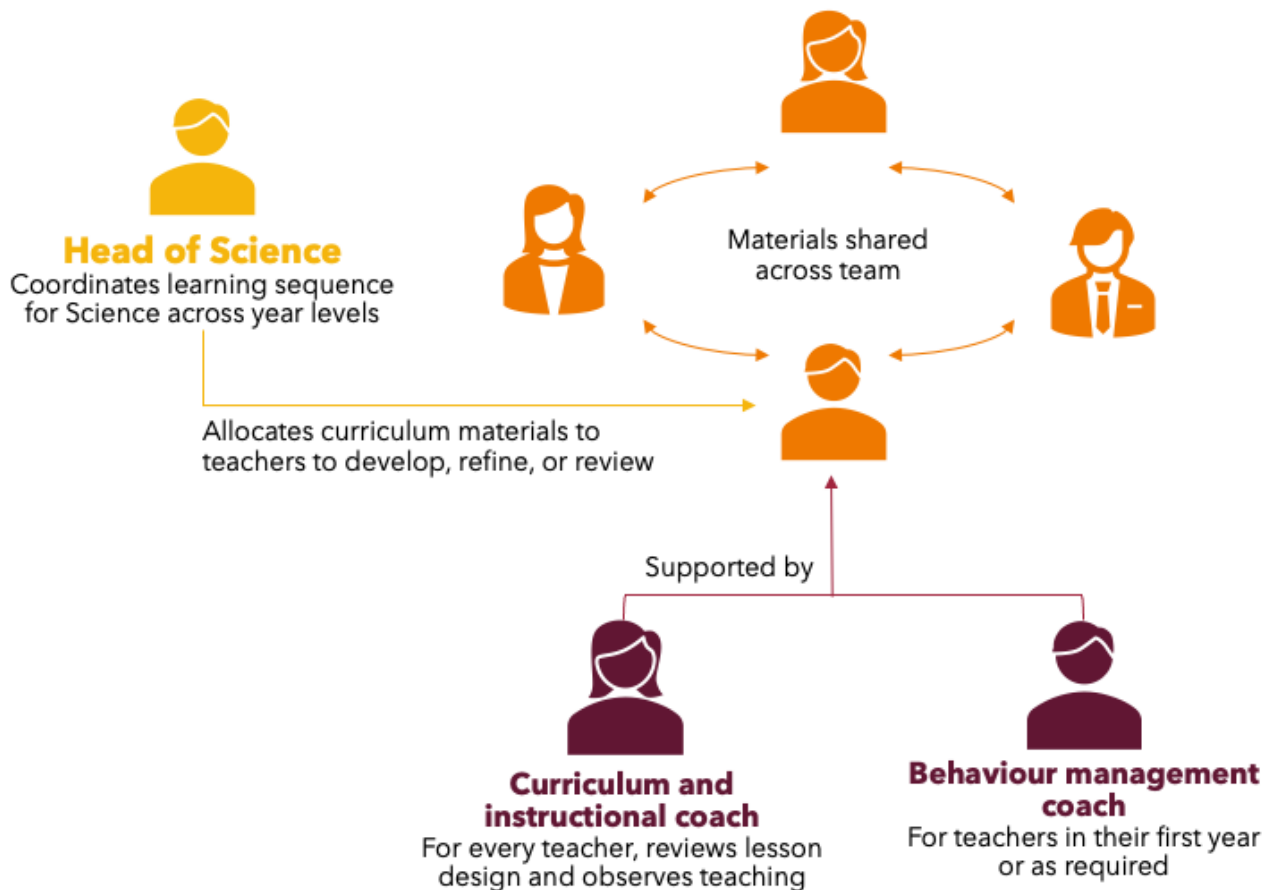 Head of Science
Coordinates learning sequence
for Science across year levels
Materials shared
across team
Allocates curriculum materials to
teachers to develop, refine, or review
Supported by
Curriculum and
instructional coach
For every teacher, reviews lesson
design and observes teaching
Behaviour management
coach
For teachers in their first year
or as required